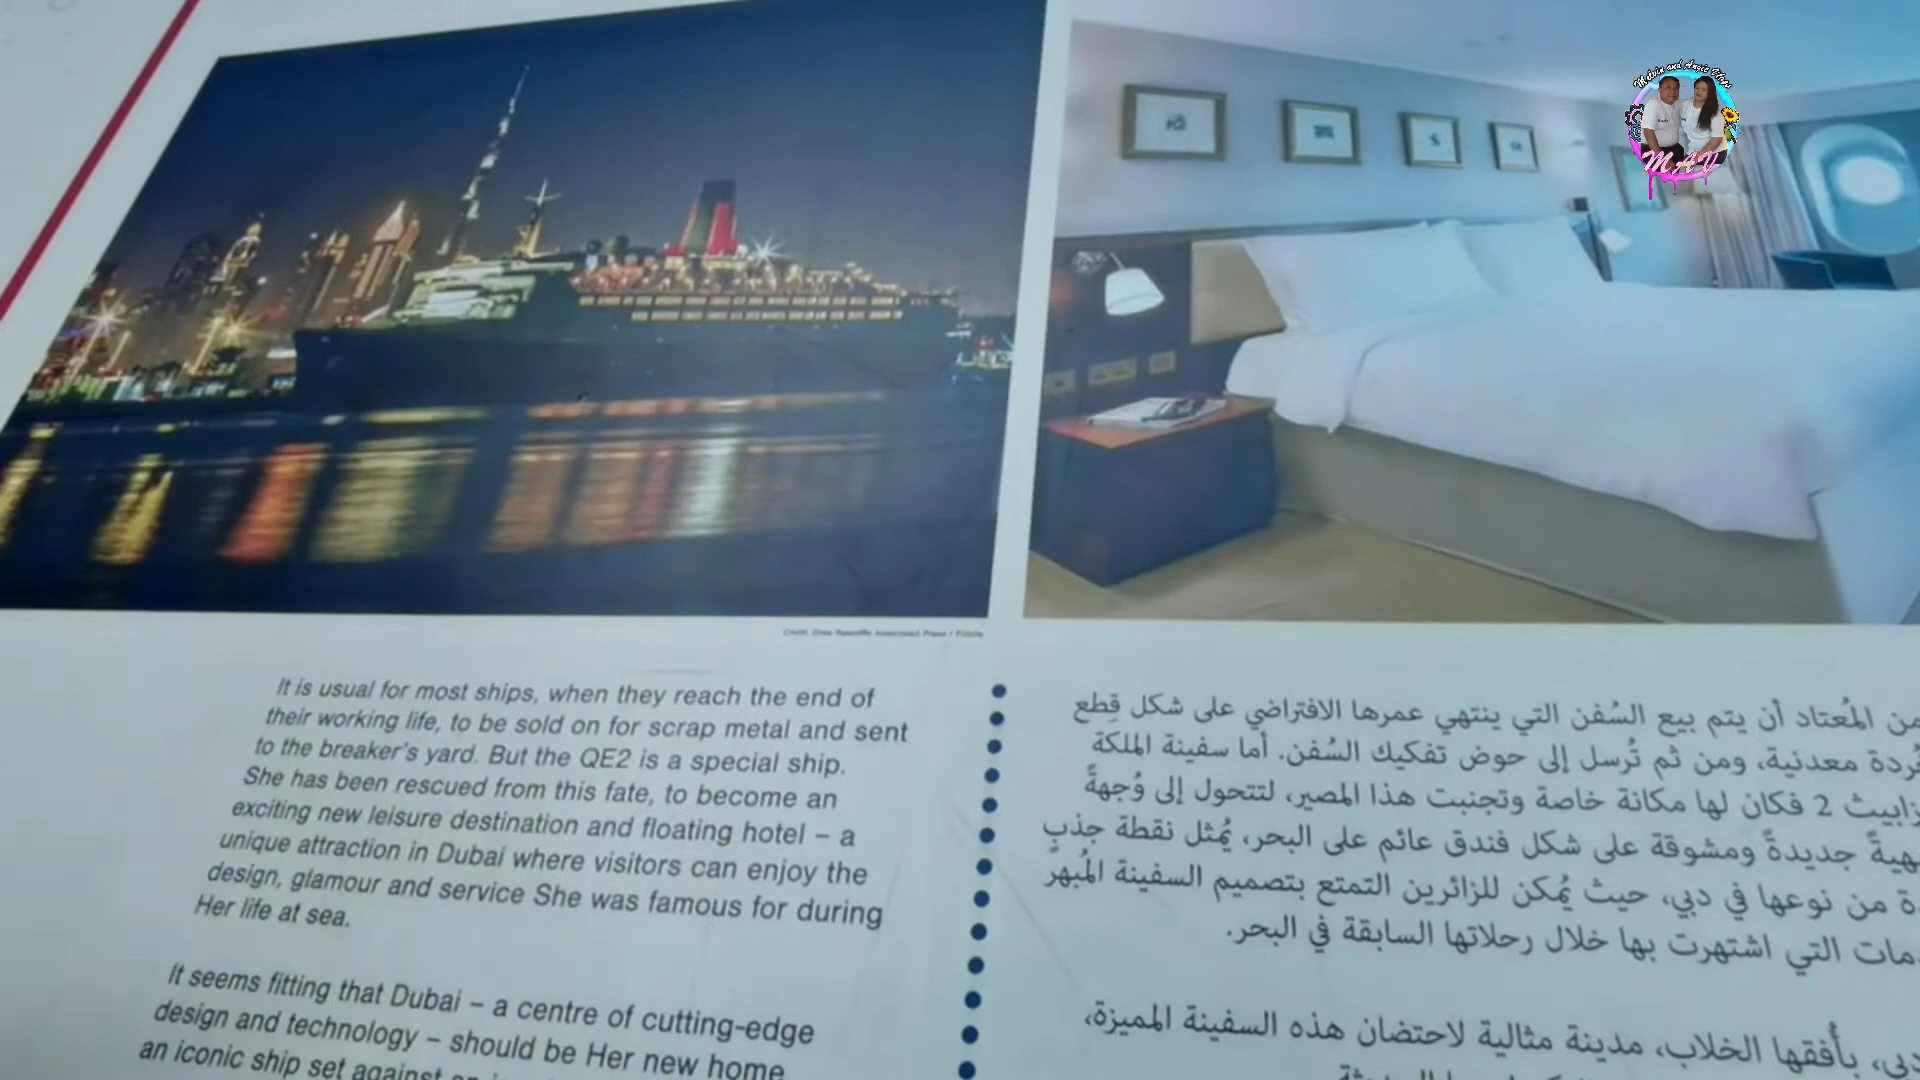 Melvin and Angie Vlogs
MAV
It is usual for most ships, when they reach the end of
their working life, to be sold on for scrap metal and sent
to the breaker's yard. But the QE2 is a special ship.
She has been rescued from this fate, to become an
exciting new leisure destination and floating hotel – a
unique attraction in Dubai where visitors can enjoy the
design, glamour and service She was famous for during
Her life at sea.
It seems fitting that Dubai – a centre of cutting-edge
design and technology – should be Her new home
an iconic ship set against an
من المُعتاد أن يتم بيع السُفن التي ينتهي عمرها الافتراضي على شكل قِطع
خُردة معدنية، ومن ثم تُرسل إلى حوض تفكيك السُفن. أما سفينة الملكة
2 فكان لها مكانة خاصة وتجنبت هذا المصير، لتتحول إلى وُجهةً
جديدةً ومشوقة على شكل فندق عائم على البحر، يُمثل نقطة جذبٍ
من نوعها في دبي، حيث يُمكن للزائرين التمتع بتصميم السفينة المُبهر
التي اشتهرت بها خلال رحلاتها السابقة في البحر.
دبي، بأُفقها الخلاب، مدينة مثالية لاحتضان هذه السفينة المميزة،